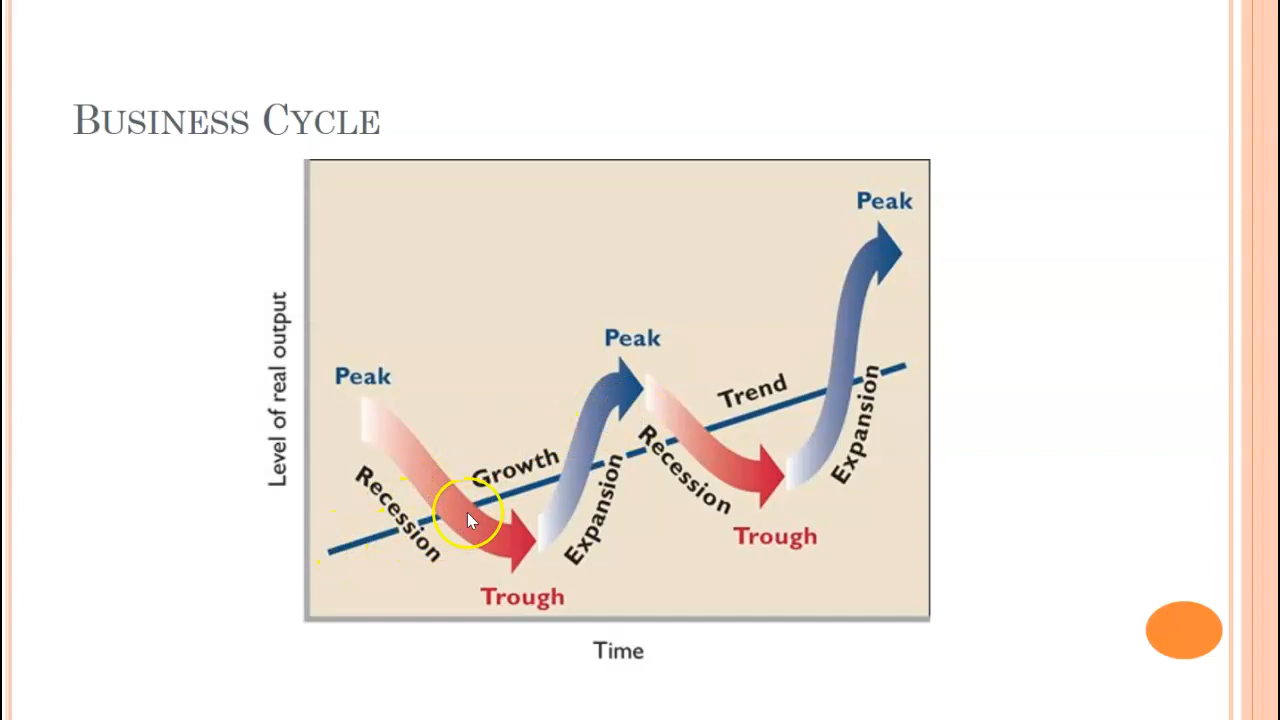 BUSINESS CYCLE
Peak
Peak
Peak
Level of real output
Growth
Trend
Recession
Expansion
Recession
Expansion
Trough
Trough
Time